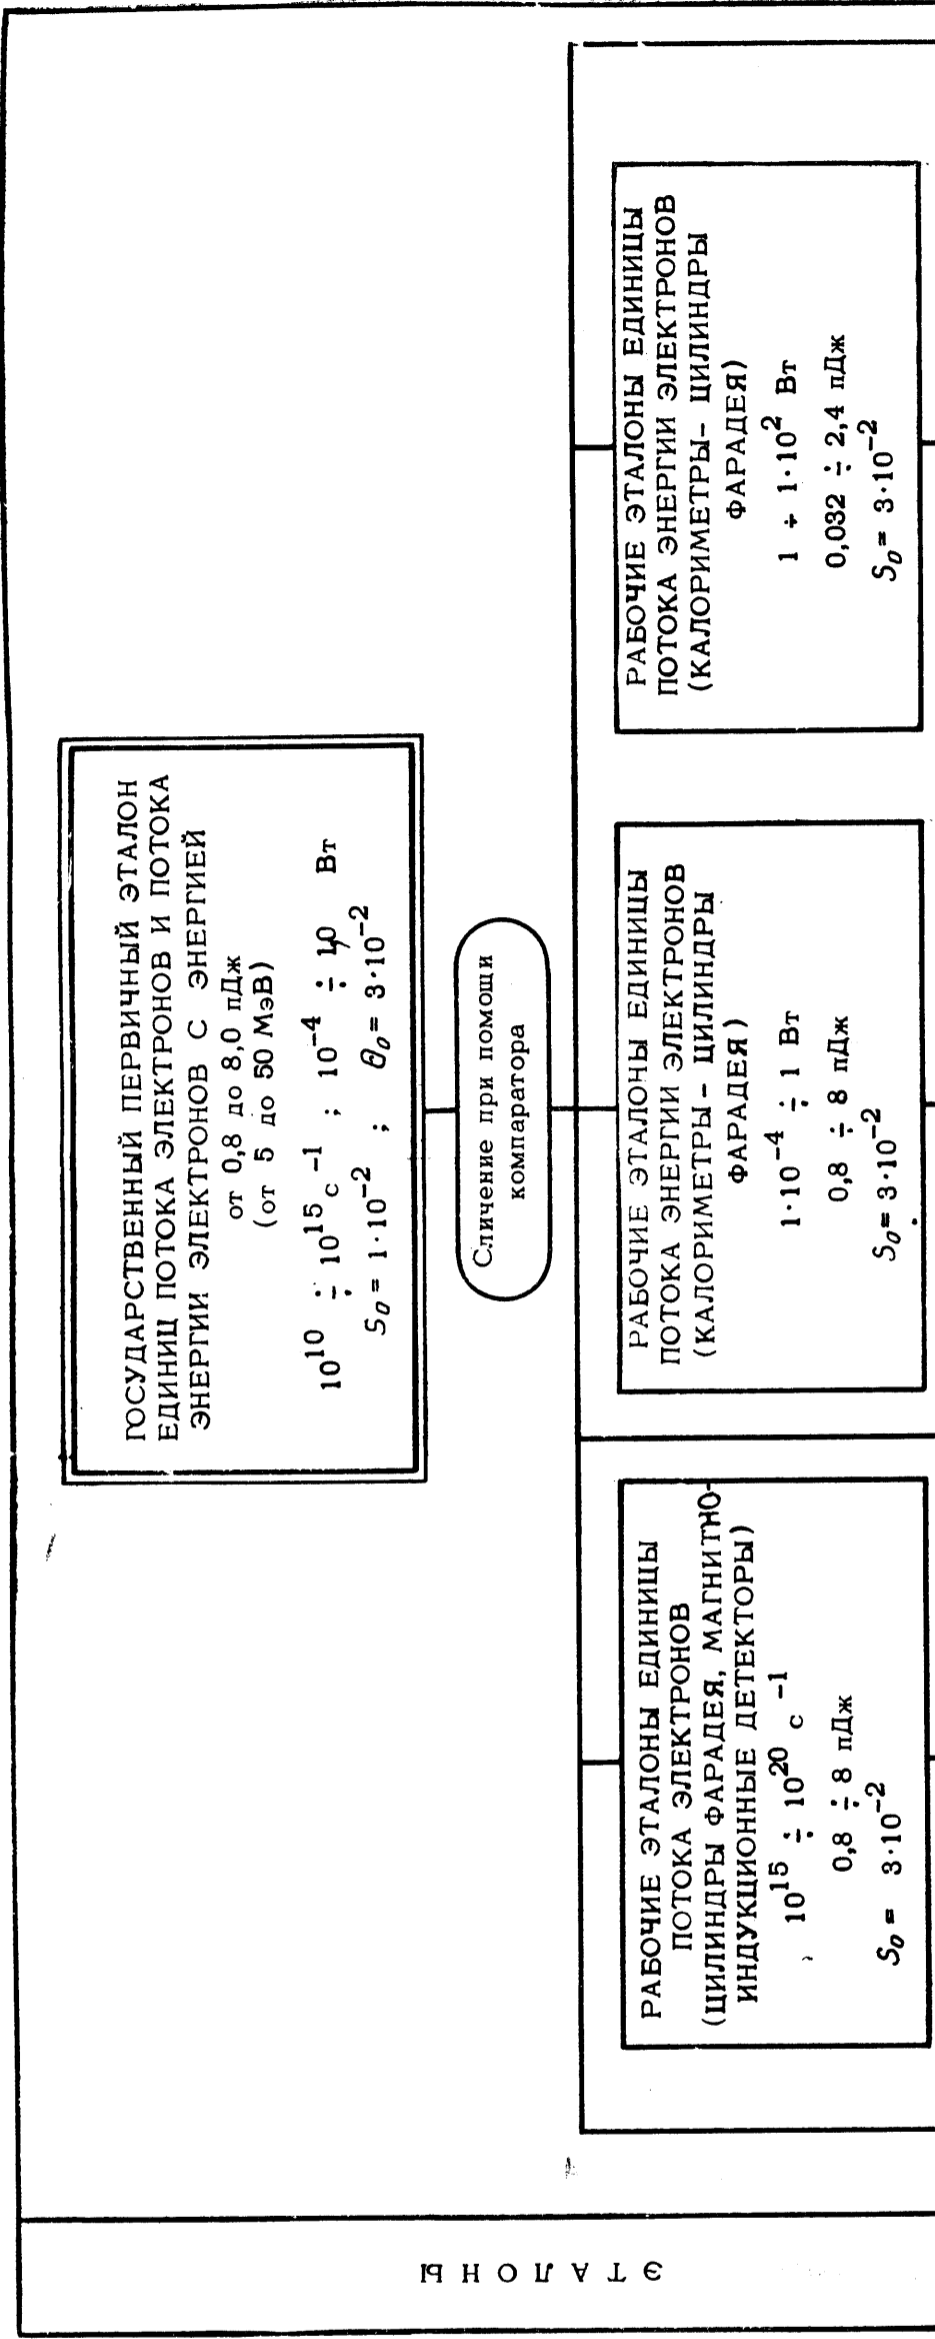 ЭТАЛОНЫ
ГОСУДАРСТВЕННЫЙ ПЕРВИЧНЫЙ ЭТАЛОН
ЕДИНИЦ ПОТОКА ЭЛЕКТРОНОВ И ПОТОКА
ЭНЕРГИИ ЭЛЕКТРОНОВ С ЭНЕРГИЕЙ
от 0,8 до 8,0 пДж
(от 5 до 50 МэВ)
10¹⁰ ÷ 10¹⁵ с⁻¹ ; 10⁻⁴ ÷ 1,0 Вт
S₀ = 1·10⁻² ; θ₀ = 3·10⁻²
Сличение при помощи
компаратора
РАБОЧИЕ ЭТАЛОНЫ ЕДИНИЦЫ
ПОТОКА ЭЛЕКТРОНОВ
(ЦИЛИНДРЫ ФАРАДЕЯ, МАГНИТНО-
ИНДУКЦИОННЫЕ ДЕТЕКТОРЫ)
10¹⁵ ÷ 10²⁰ с⁻¹
0,8 ÷ 8 пДж
S₀ = 3·10⁻²
РАБОЧИЕ ЭТАЛОНЫ ЕДИНИЦЫ
ПОТОКА ЭНЕРГИИ ЭЛЕКТРОНОВ
(КАЛОРИМЕТРЫ- ЦИЛИНДРЫ
ФАРАДЕЯ)
1·10⁻⁴ ÷ 1 Вт
0,8 ÷ 8 пДж
S₀ = 3·10⁻²
РАБОЧИЕ ЭТАЛОНЫ ЕДИНИЦЫ
ПОТОКА ЭНЕРГИИ ЭЛЕКТРОНОВ
(КАЛОРИМЕТРЫ- ЦИЛИНДРЫ
ФАРАДЕЯ)
1 ÷ 1·10² Вт
0,032 ÷ 2,4 пДж
S₀ = 3·10⁻²